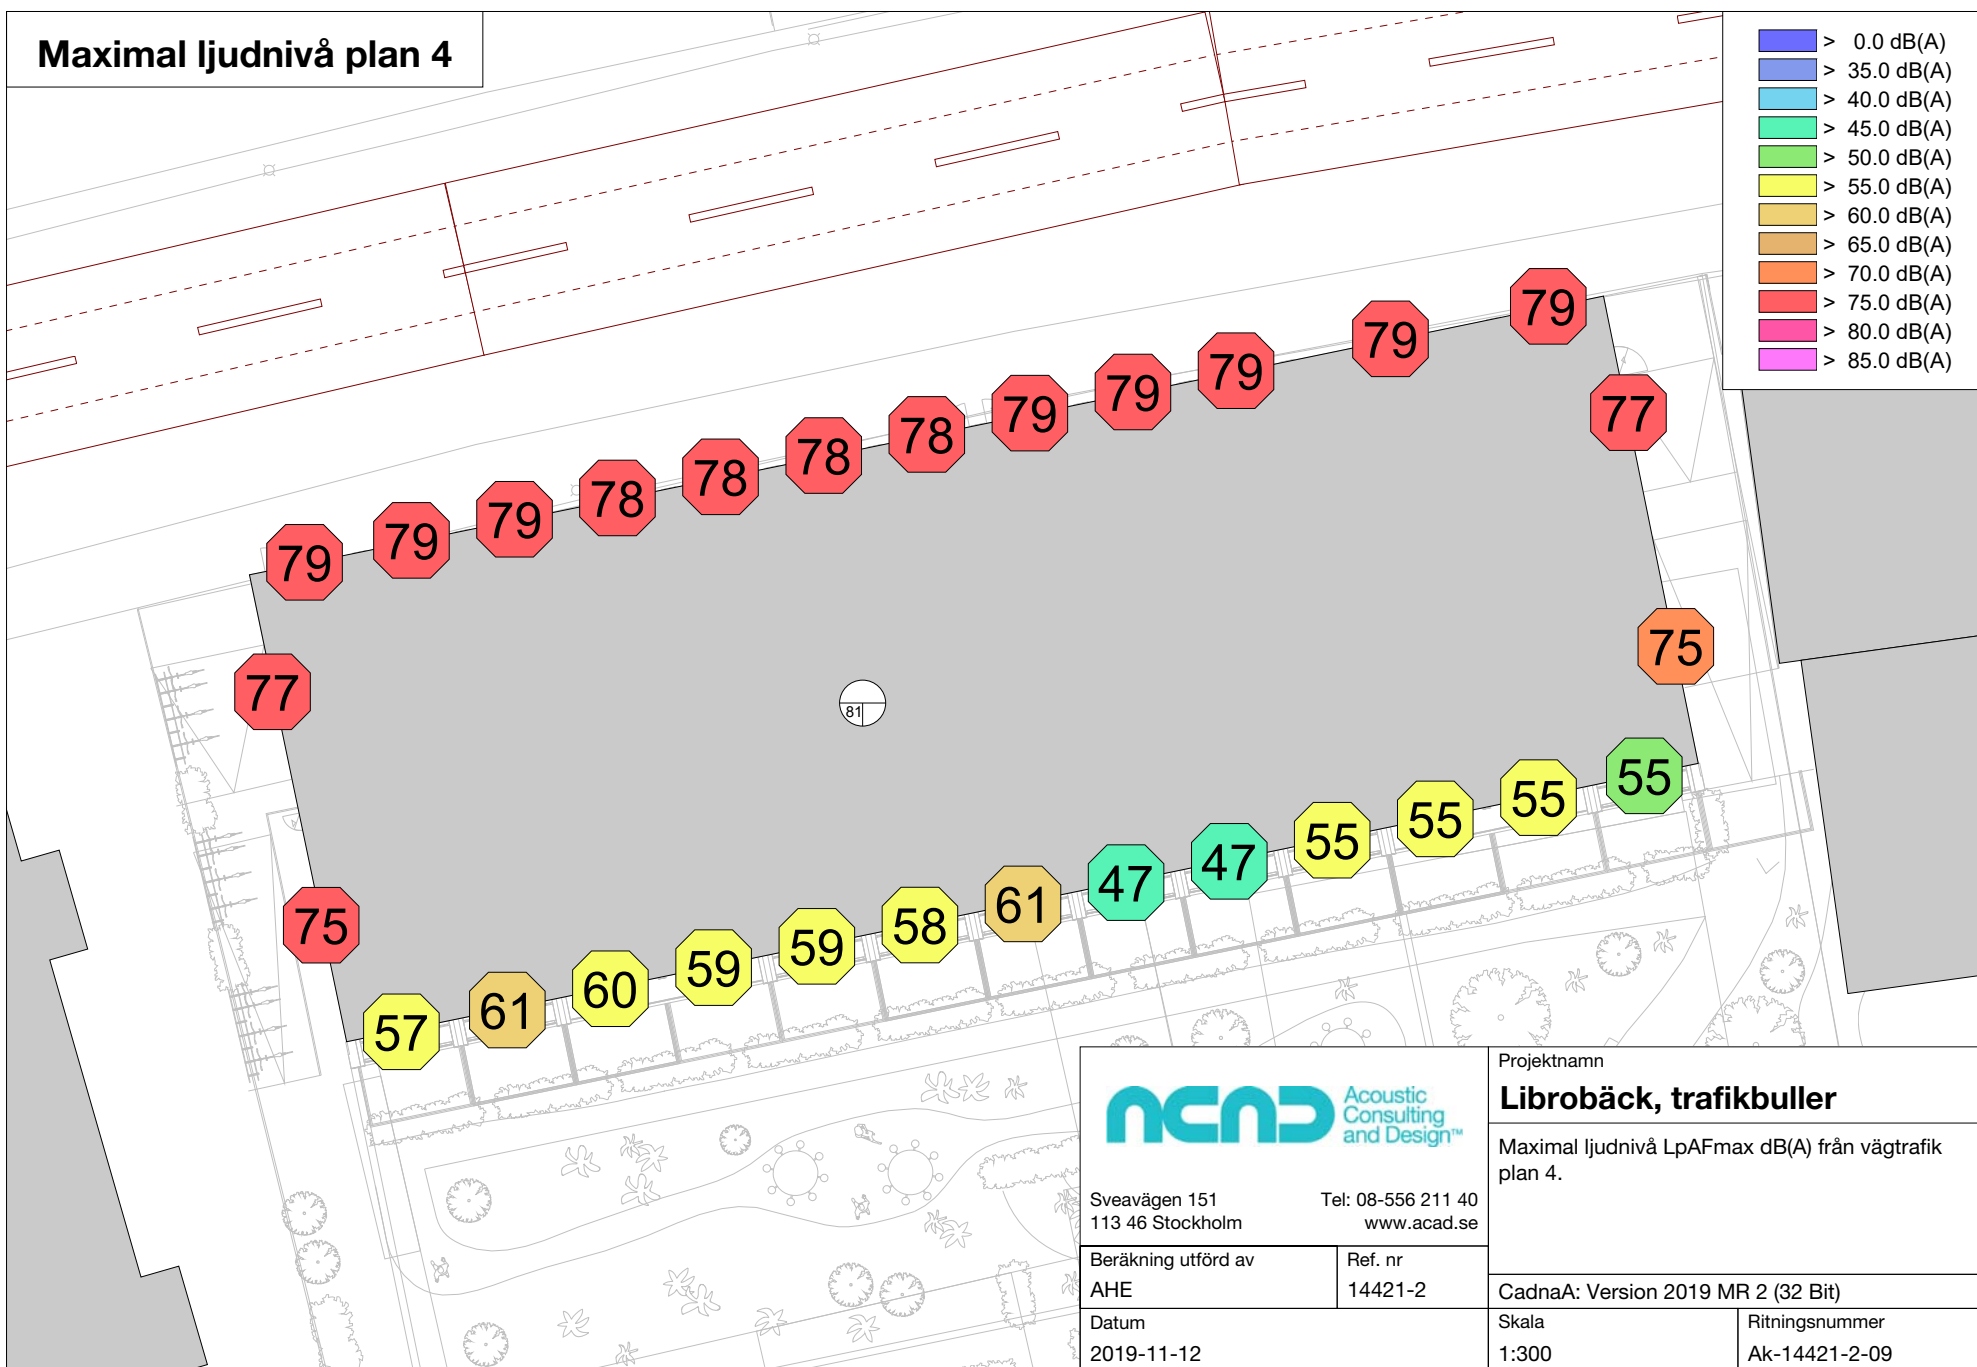 Maximal ljudnivå plan 4
> 0.0 dB(A)
> 35.0 dB(A)
> 40.0 dB(A)
> 45.0 dB(A)
> 50.0 dB(A)
> 55.0 dB(A)
> 60.0 dB(A)
> 65.0 dB(A)
> 70.0 dB(A)
> 75.0 dB(A)
> 80.0 dB(A)
> 85.0 dB(A)
79 79 79 78 78 78 78 79 79 79 79 79
77
77
75
75
81
57 61 60 59 59 58 61 47 47 55 55 55 55
ACAD
Acoustic
Consulting
and Design™
Sveavägen 151
113 46 Stockholm
Tel: 08-556 211 40
www.acad.se
Projektnamn
Librobäck, trafikbuller
Maximal ljudnivå LpAFmax dB(A) från vägtrafik
plan 4.
Beräkning utförd av
AHE
Ref. nr
14421-2
CadnaA: Version 2019 MR 2 (32 Bit)
Datum
2019-11-12
Skala
1:300
Ritningsnummer
Ak-14421-2-09